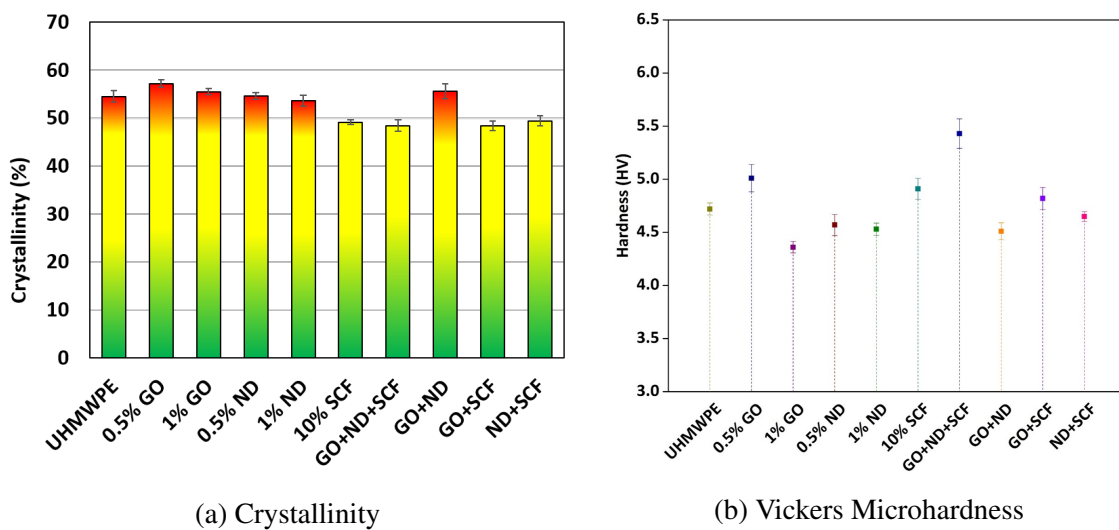 70
60
50
40
30
20
10
0
Crystallinity (%)
UHMWPE
0.5% GO
1% GO
0.5% ND
1% ND
10% SCF
GO+ND+SCF
GO+ND
GO+SCF
ND+SCF
(a) Crystallinity
6.5
6.0
5.5
5.0
4.5
4.0
3.5
3.0
Hardness (HV)
UHMWPE
0.5% GO
1% GO
0.5% ND
1% ND
10% SCF
GO+ND+SCF
GO+ND
GO+SCF
ND+SCF
(b) Vickers Microhardness